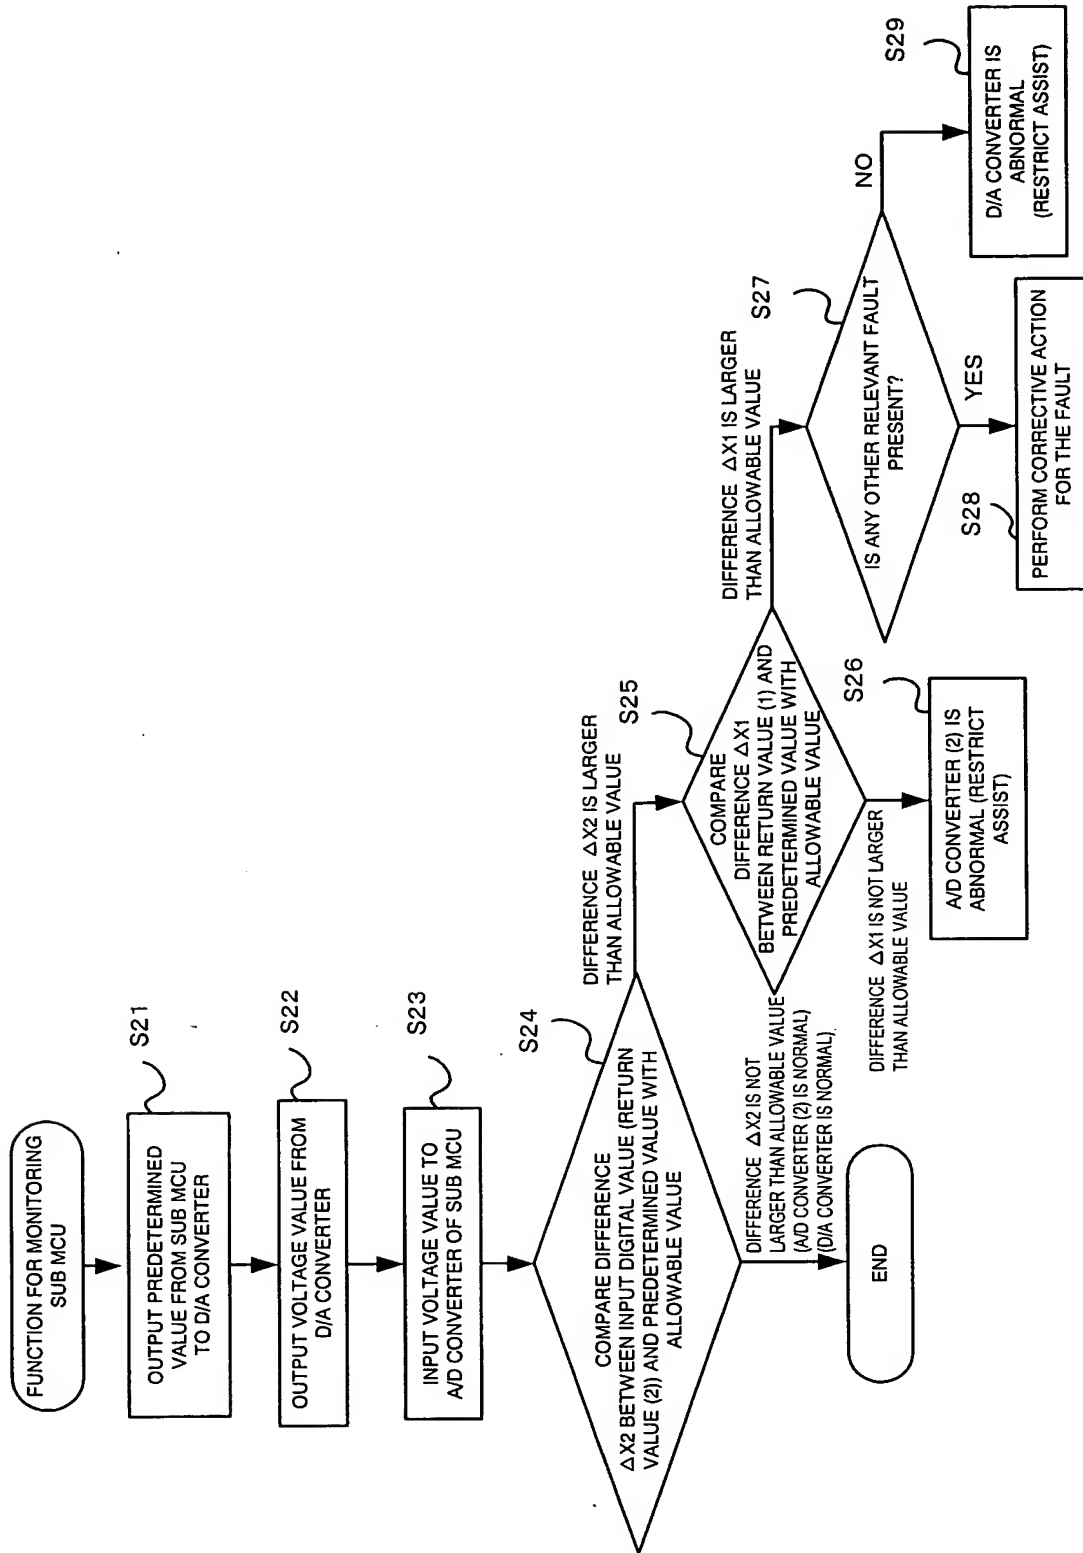 FUNCTION FOR MONITORING
SUB MCU
S21
OUTPUT PREDETERMINED
VALUE FROM SUB MCU
TO D/A CONVERTER
S22
OUTPUT VOLTAGE VALUE FROM
D/A CONVERTER
S23
INPUT VOLTAGE VALUE TO
A/D CONVERTER OF SUB MCU
S24
COMPARE DIFFERENCE
△X2 BETWEEN INPUT DIGITAL VALUE (RETURN
VALUE (2)) AND PREDETERMINED VALUE WITH
ALLOWABLE VALUE
DIFFERENCE △X2 IS LARGER
THAN ALLOWABLE VALUE
DIFFERENCE △X2 IS NOT
LARGER THAN ALLOWABLE VALUE
(A/D CONVERTER (2) IS NORMAL)
(D/A CONVERTER IS NORMAL)
END
S25
COMPARE
DIFFERENCE △X1
BETWEEN RETURN VALUE (1) AND
PREDETERMINED VALUE WITH
ALLOWABLE VALUE
DIFFERENCE △X1 IS LARGER
THAN ALLOWABLE VALUE
DIFFERENCE △X1 IS NOT LARGER
THAN ALLOWABLE VALUE
S26
A/D CONVERTER (2) IS
ABNORMAL (RESTRICT
ASSIST)
S27
IS ANY OTHER RELEVANT FAULT
PRESENT?
YES
S28
PERFORM CORRECTIVE ACTION
FOR THE FAULT
NO
S29
D/A CONVERTER IS
ABNORMAL
(RESTRICT ASSIST)